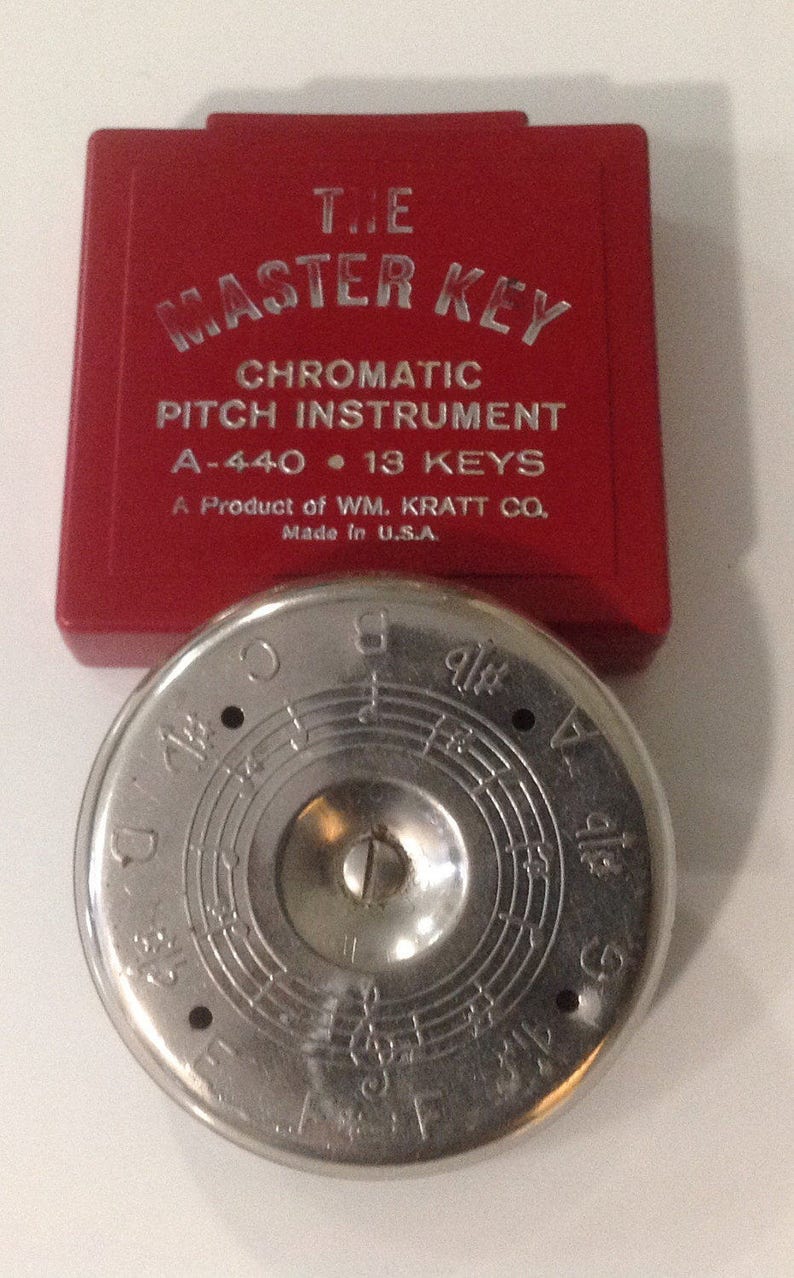 THE
MASTER KEY
CHROMATIC
PITCH INSTRUMENT
A-440 • 13 KEYS
A Product of WM. KRATT CO.
Made in U.S.A.
B
C
♭/♯
D
♭/♯
E
F
F
♭/♯
G
♭/♯
A
♭/♯